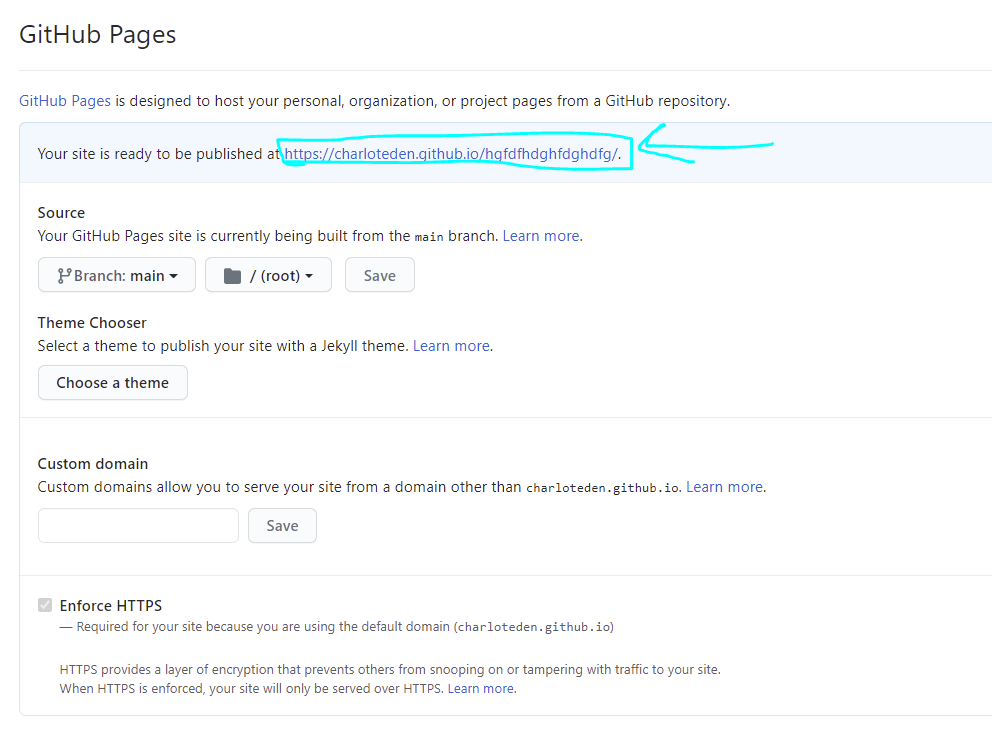 GitHub Pages
GitHub Pages is designed to host your personal, organization, or project pages from a GitHub repository.
Your site is ready to be published at https://charloteden.github.io/hgfdfhdghfdghdfg/.
Source
Your GitHub Pages site is currently being built from the main branch. Learn more.
Branch: main / (root) Save
Theme Chooser
Select a theme to publish your site with a Jekyll theme. Learn more.
Choose a theme
Custom domain
Custom domains allow you to serve your site from a domain other than charloteden.github.io. Learn more.
Save
Enforce HTTPS
— Required for your site because you are using the default domain (charloteden.github.io)
HTTPS provides a layer of encryption that prevents others from snooping on or tampering with traffic to your site.
When HTTPS is enforced, your site will only be served over HTTPS. Learn more.